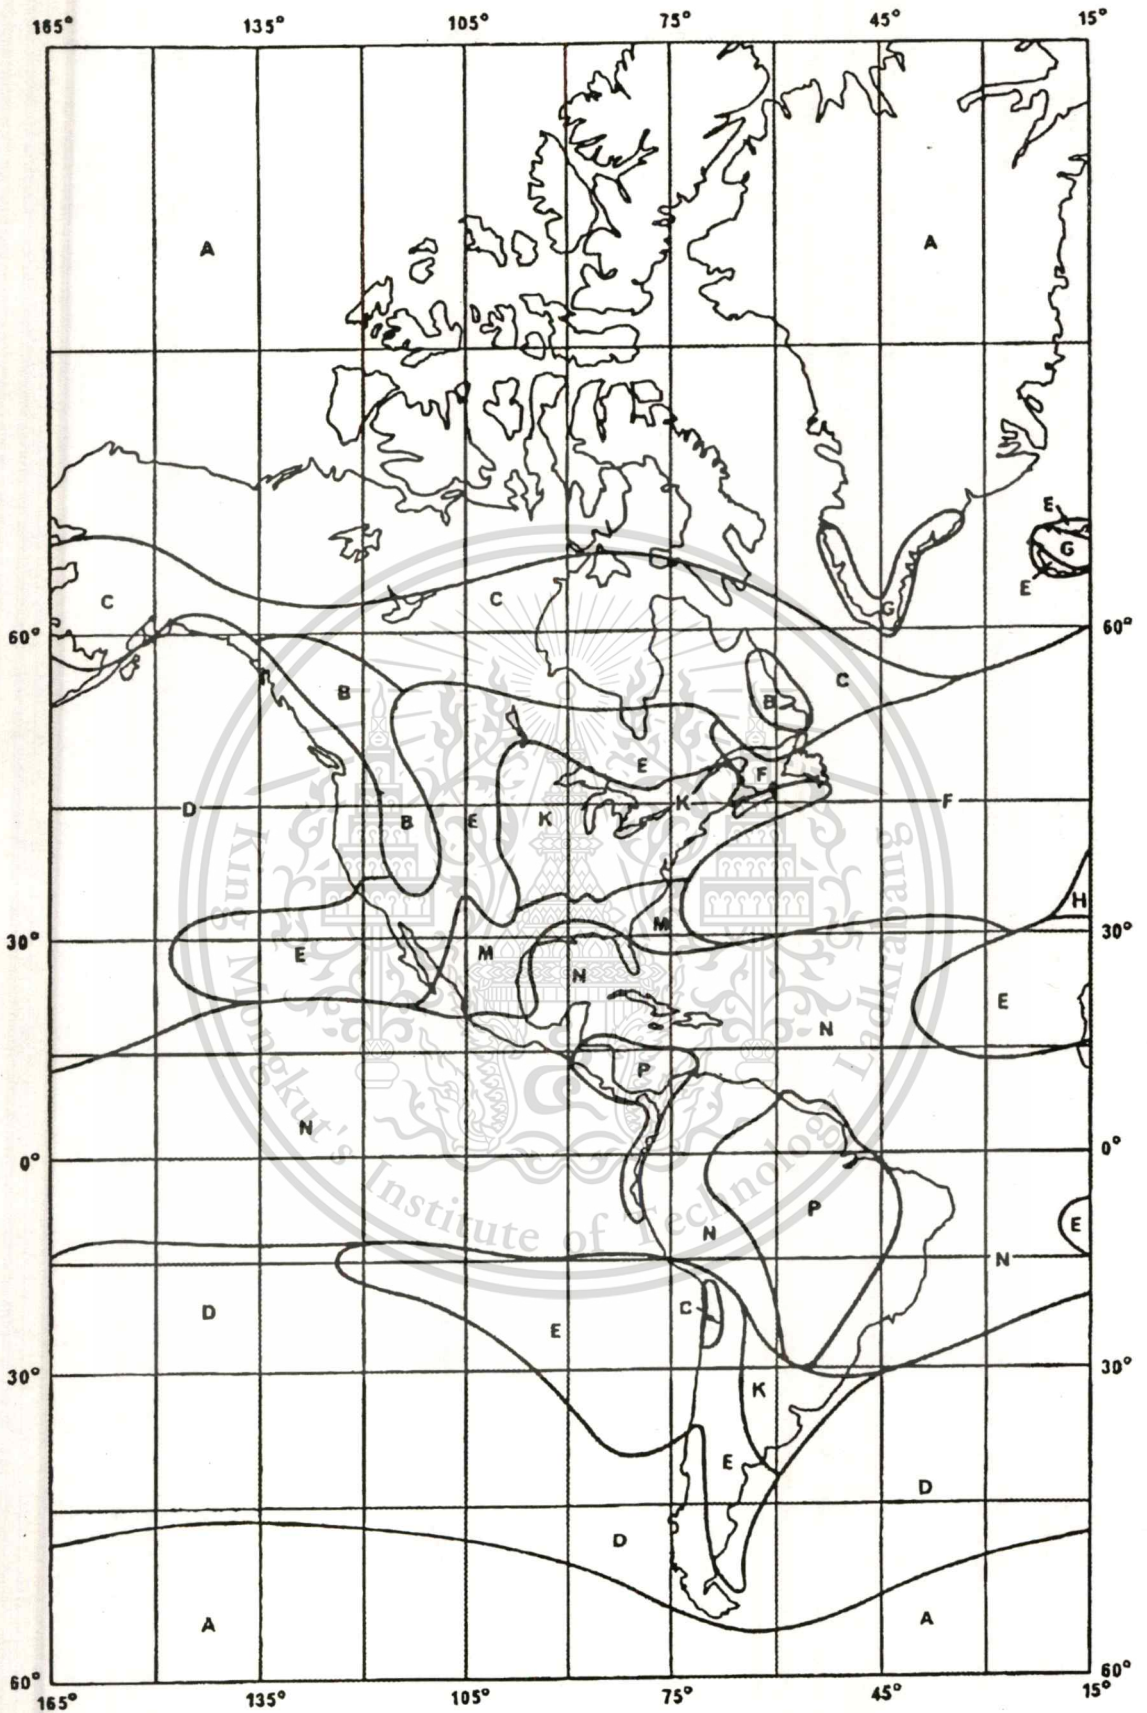 165° 135° 105° 75° 45° 15°
A A
E
G
E
C C G
60° 60°
B C
B
E F
D K F
B E K
H
M
30° M 30°
E
N E
N
P
N
0° 0°
P E
N
N
C
D E
30° 30°
K
E
D
D
A A
60° 60°
165° 135° 105° 75° 45° 15°
King Mongkut's Institute of Technology Ladkrabang